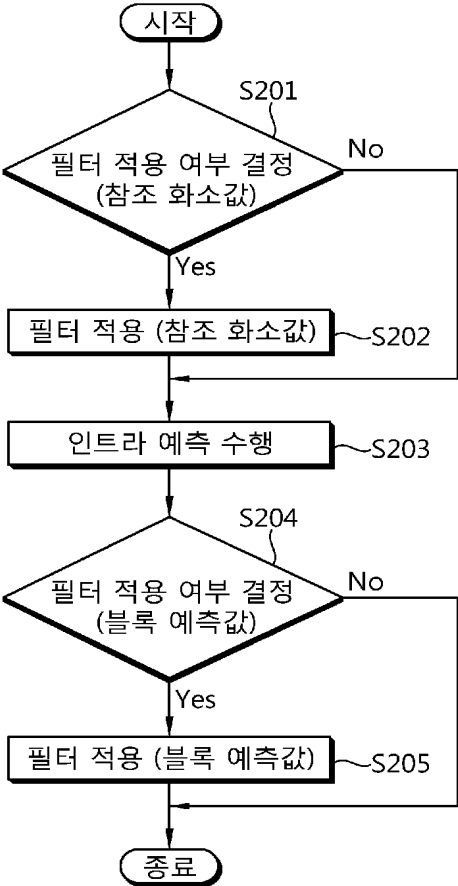 시작
S201
필터 적용 여부 결정
(참조 화소값)
No
Yes
필터 적용 (참조 화소값)
S202
인트라 예측 수행
S203
S204
필터 적용 여부 결정
(블록 예측값)
No
Yes
필터 적용 (블록 예측값)
S205
종료